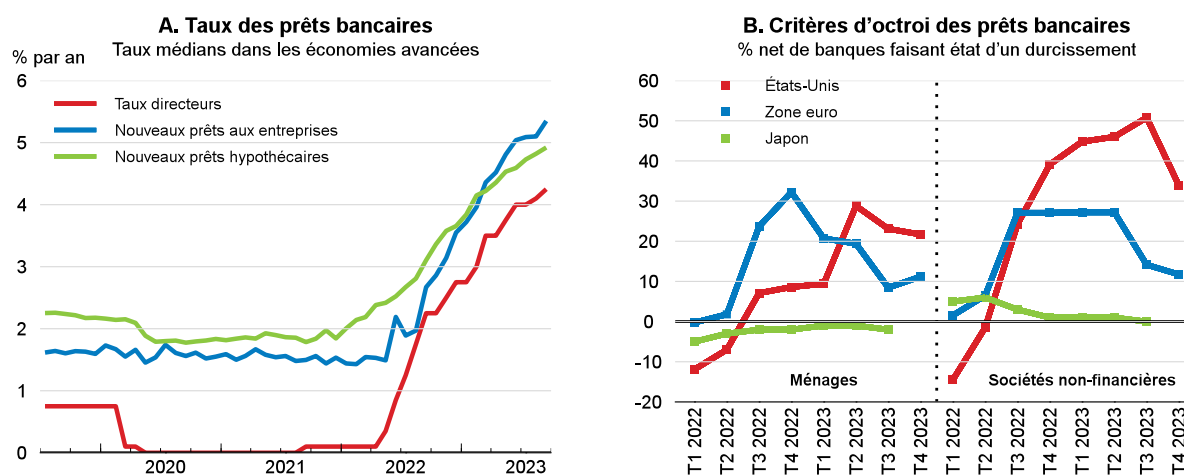 A. Taux des prêts bancaires
Taux médians dans les économies avancées
% par an
6
5
4
3
2
1
0
Taux directeurs
Nouveaux prêts aux entreprises
Nouveaux prêts hypothécaires
2020
2021
2022
2023
B. Critères d’octroi des prêts bancaires
% net de banques faisant état d’un durcissement
60
50
40
30
20
10
0
-10
-20
États-Unis
Zone euro
Japon
Ménages
Sociétés non-financières
T1 2022
T2 2022
T3 2022
T4 2022
T1 2023
T2 2023
T3 2023
T4 2023
T1 2022
T2 2022
T3 2022
T4 2022
T1 2023
T2 2023
T3 2023
T4 2023